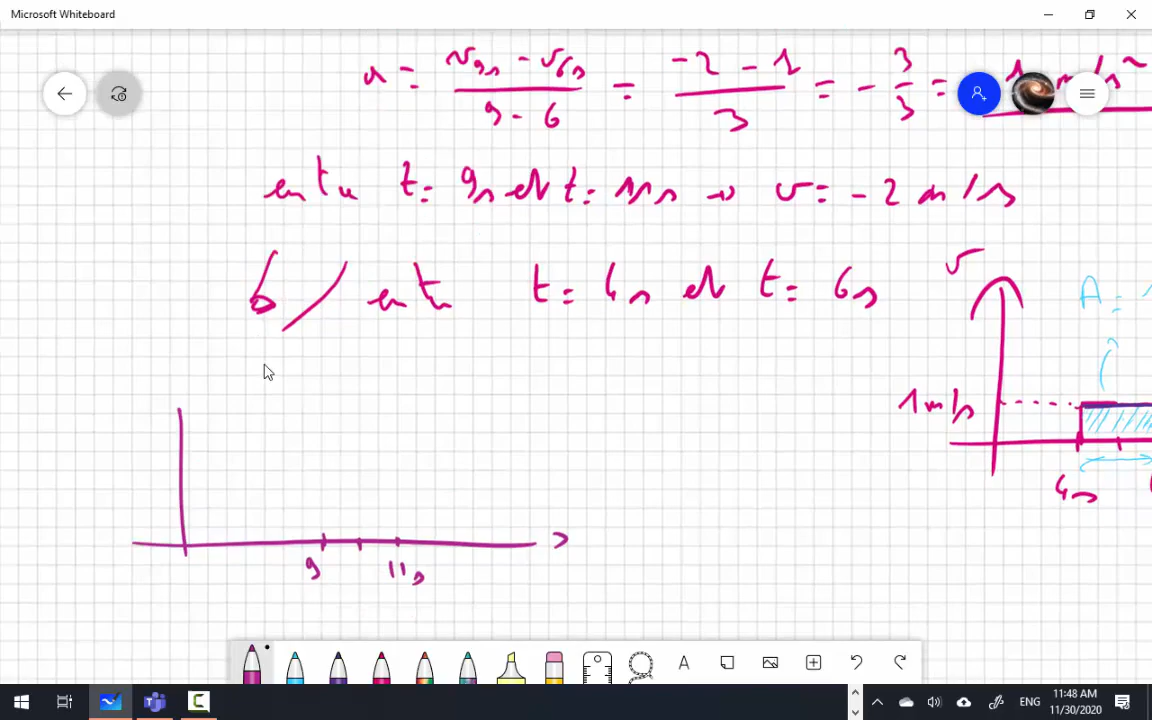 Microsoft Whiteboard
a = (v9s - v6s) / (9 - 6) = (-2 - 1) / 3 = - 3/3 =
entre t = 9s et t = 11s → v = -2 m/s
b/ entre t = 4s et t = 6s
v
A =
1 m/s
4s
9 11s
A
ENG
11:48 AM
11/30/2020